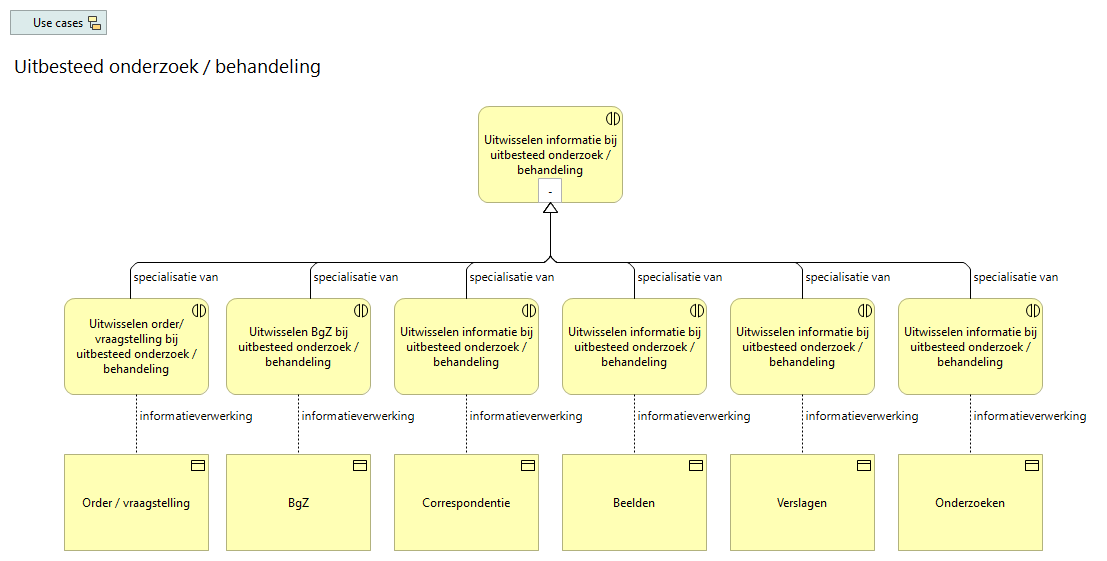 Use cases
Uitbesteed onderzoek / behandeling
Uitwisselen informatie bij
uitbesteed onderzoek /
behandeling
-
specialisatie van
specialisatie van
specialisatie van
specialisatie van
specialisatie van
specialisatie van
Uitwisselen order/
vraagstelling bij
uitbesteed onderzoek /
behandeling
Uitwisselen BgZ bij
uitbesteed onderzoek /
behandeling
Uitwisselen informatie bij
uitbesteed onderzoek /
behandeling
Uitwisselen informatie bij
uitbesteed onderzoek /
behandeling
Uitwisselen informatie bij
uitbesteed onderzoek /
behandeling
Uitwisselen informatie bij
uitbesteed onderzoek /
behandeling
informatieverwerking
informatieverwerking
informatieverwerking
informatieverwerking
informatieverwerking
informatieverwerking
Order / vraagstelling
BgZ
Correspondentie
Beelden
Verslagen
Onderzoeken